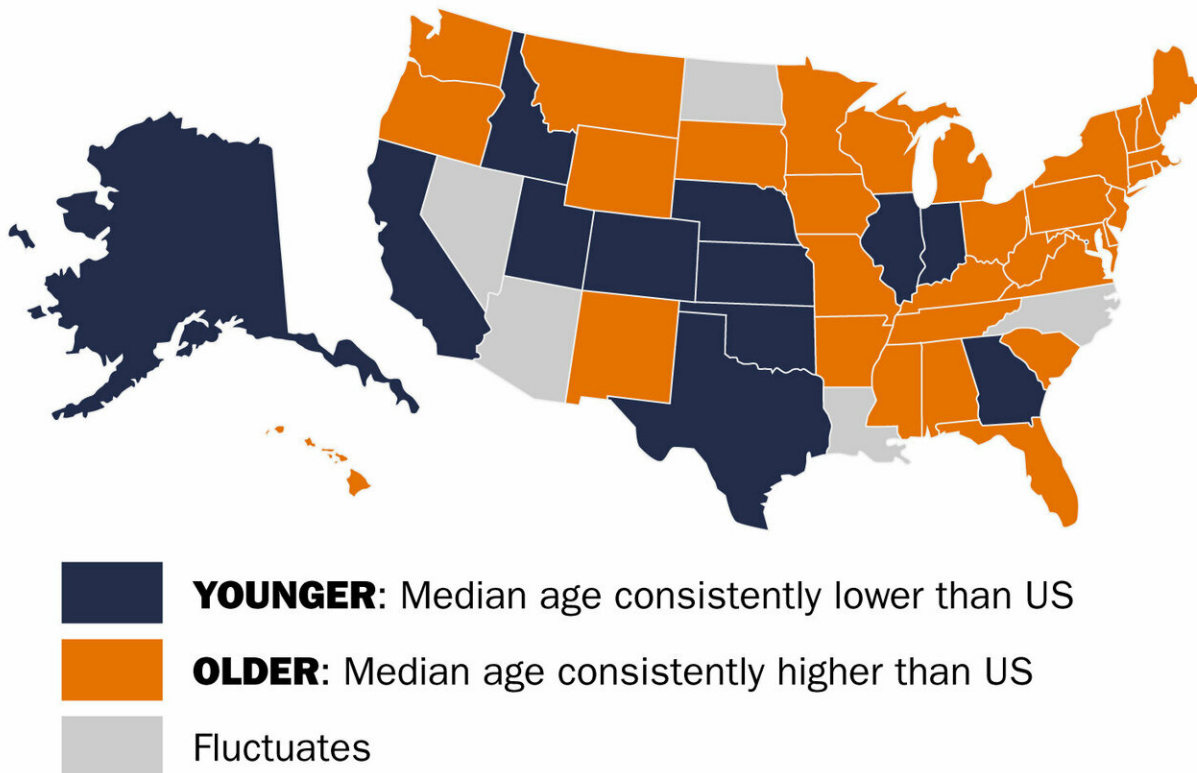 YOUNGER: Median age consistently lower than US
OLDER: Median age consistently higher than US
Fluctuates